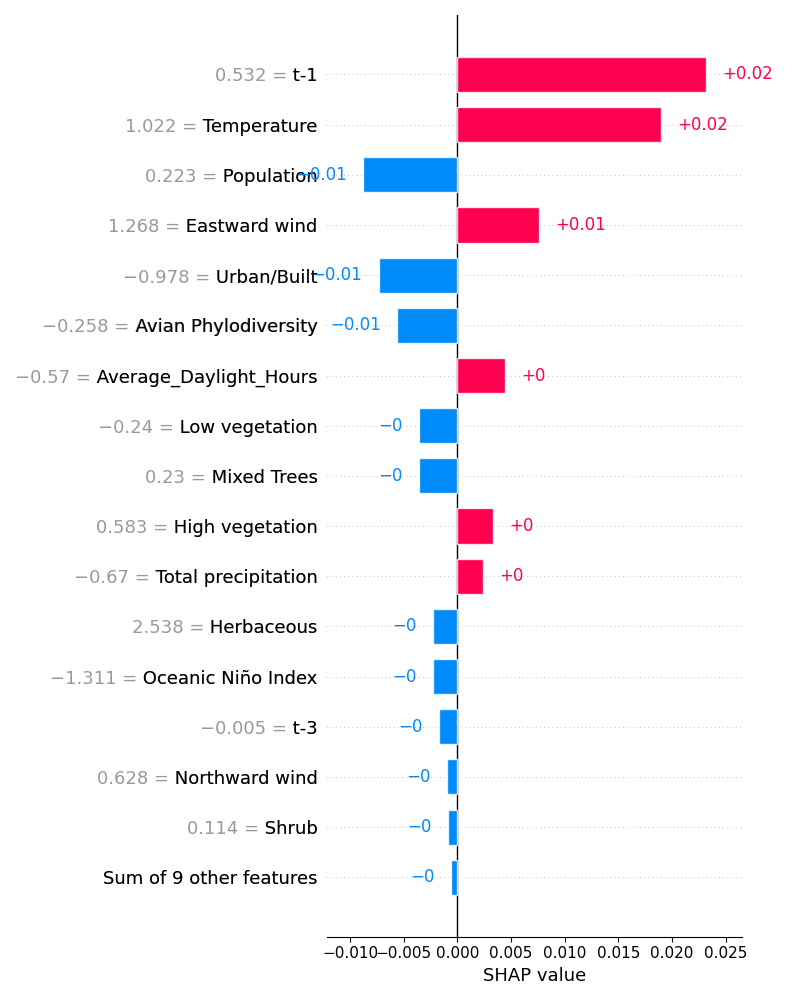 0.532 = t-1 +0.02
1.022 = Temperature +0.02
0.223 = Population −0.01
1.268 = Eastward wind +0.01
−0.978 = Urban/Built −0.01
−0.258 = Avian Phylodiversity −0.01
−0.57 = Average_Daylight_Hours +0
−0.24 = Low vegetation −0
0.23 = Mixed Trees −0
0.583 = High vegetation +0
−0.67 = Total precipitation +0
2.538 = Herbaceous −0
−1.311 = Oceanic Niño Index −0
−0.005 = t-3 −0
0.628 = Northward wind −0
0.114 = Shrub −0
Sum of 9 other features −0
−0.010 −0.005 0.000 0.005 0.010 0.015 0.020 0.025
SHAP value